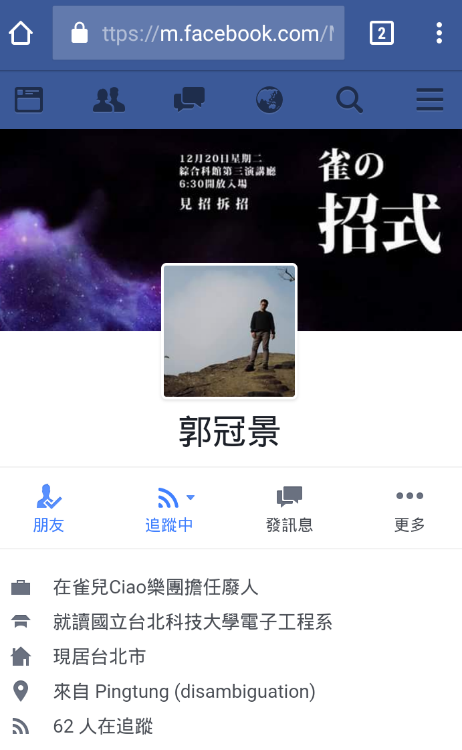 ttps://m.facebook.com/
2
12月20日星期二
綜合科館第三演講廳
6:30開放入場
見招拆招
雀の
招式
郭冠景
朋友
追蹤中
發訊息
更多
在雀兒Ciao樂團擔任廢人
就讀國立台北科技大學電子工程系
現居台北市
來自 Pingtung (disambiguation)
62 人在追蹤